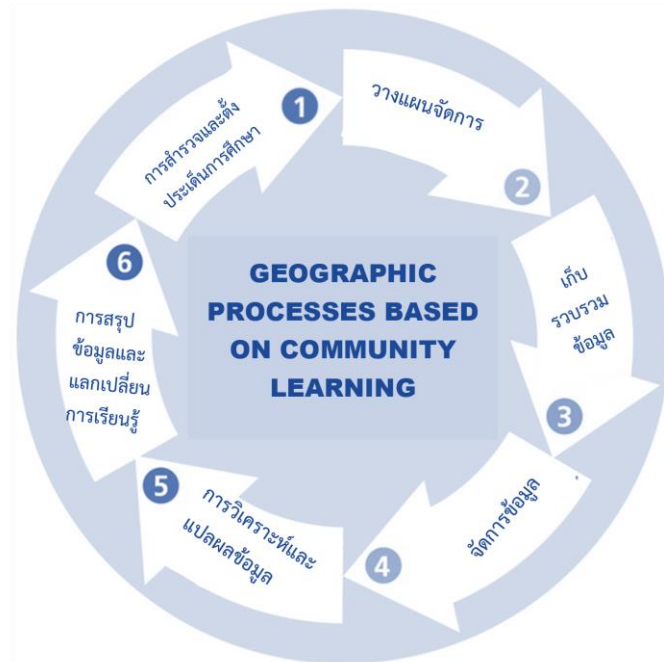 1
การสำรวจและตั้ง
ประเด็นการศึกษา
วางแผนจัดการ
2
เก็บ
รวบรวม
ข้อมูล
3
จัดการข้อมูล
4
การวิเคราะห์และ
แปลผลข้อมูล
5
การสรุป
ข้อมูลและ
แลกเปลี่ยน
การเรียนรู้
6
GEOGRAPHIC
PROCESSES BASED
ON COMMUNITY
LEARNING